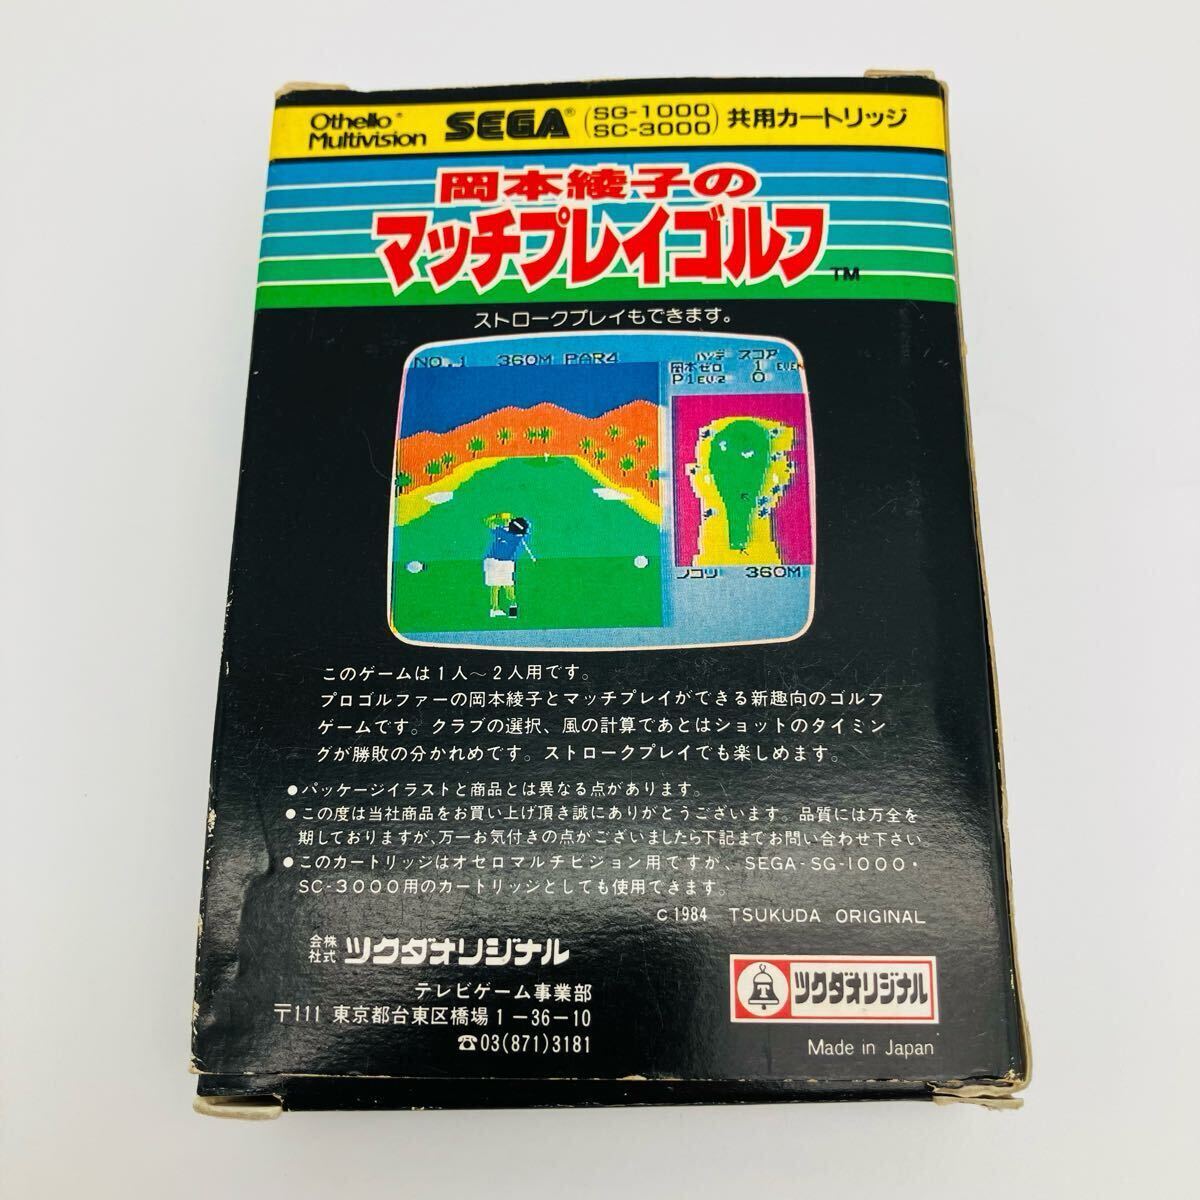 Othello® Multivision SEGA® (SG-1000 SC-3000) 共用カートリッジ
岡本綾子の
マッチプレイゴルフ TM
ストロークプレイもできます。
NO.1 360M PAR4
ハンデ スコア
岡本ゼロ 1 EVEN
P1EV.2 0
ノコリ 360M
このゲームは1人〜2人用です。
プロゴルファーの岡本綾子とマッチプレイができる新趣向のゴルフ
ゲームです。クラブの選択、風の計算であとはショットのタイミン
グが勝敗の分かれめです。ストロークプレイでも楽しめます。
●パッケージイラストと商品とは異なる点があります。
●この度は当社商品をお買い上げ頂き誠にありがとうございます。品質には万全を
期しておりますが、万一お気付きの点がございましたら下記までお問い合わせ下さい
●このカートリッジはオセロマルチビジョン用ですが、SEGA-SG-1000・
SC-3000用のカートリッジとしても使用できます。
c 1984 TSUKUDA ORIGINAL
株式会社 ツクダオリジナル
テレビゲーム事業部
〒111 東京都台東区橋場1-36-10
☎03(871)3181
T ツクダオリジナル
Made in Japan